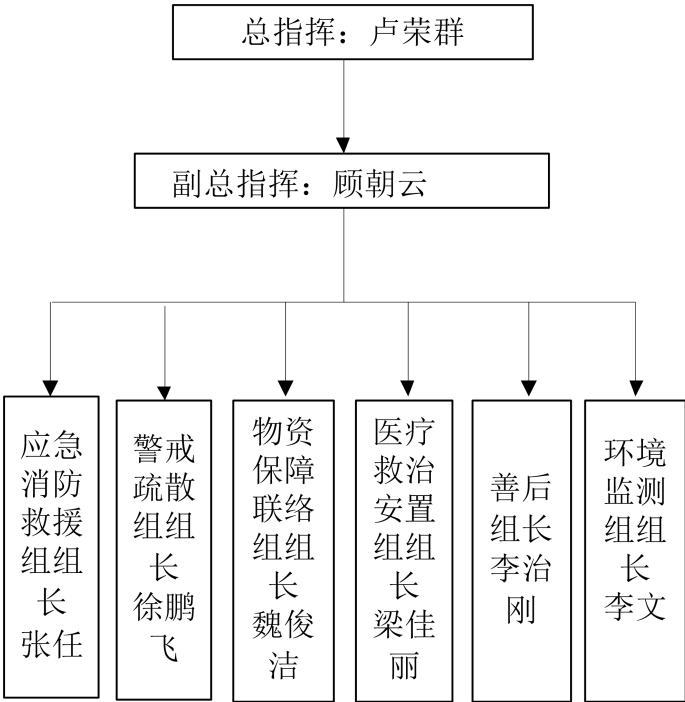 总指挥：卢荣群
副总指挥：顾朝云
应急
消防
救援
组组
长
张任
警戒
疏散
组组
长
徐鹏
飞
物资
保障
联络
组组
长
魏俊
洁
医疗
救治
安置
组组
长
梁佳
丽
善后
组长
李治
刚
环境
监测
组组
长
李文